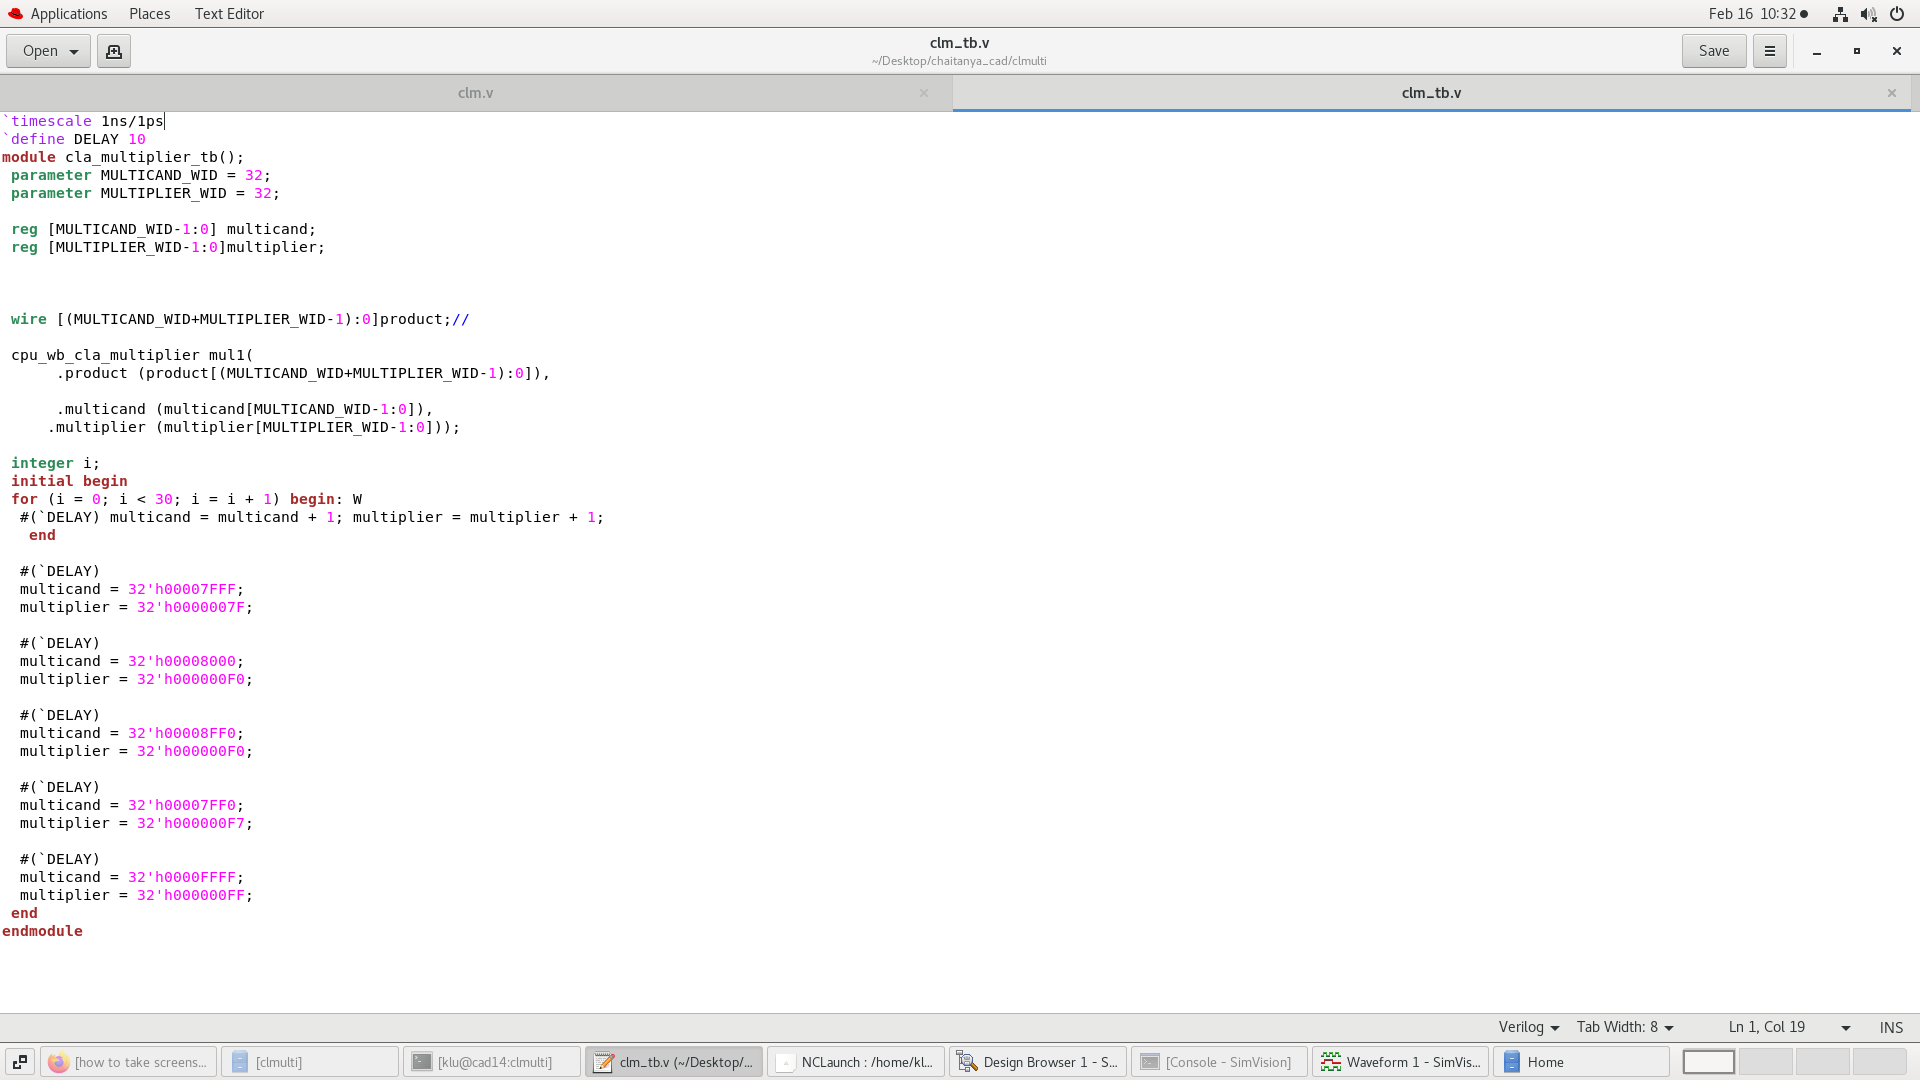 Applications Places Text Editor Feb 16 10:32
Open clm_tb.v Save
~/Desktop/chaitanya_cad/clmulti
clm.v clm_tb.v
`timescale 1ns/1ps
`define DELAY 10
module cla_multiplier_tb();
 parameter MULTICAND_WID = 32;
 parameter MULTIPLIER_WID = 32;
 reg [MULTICAND_WID-1:0] multicand;
 reg [MULTIPLIER_WID-1:0]multiplier;
 wire [(MULTICAND_WID+MULTIPLIER_WID-1):0]product;//
 cpu_wb_cla_multiplier mul1(
      .product (product[(MULTICAND_WID+MULTIPLIER_WID-1):0]),
      .multicand (multicand[MULTICAND_WID-1:0]),
     .multiplier (multiplier[MULTIPLIER_WID-1:0]));
 integer i;
 initial begin
 for (i = 0; i < 30; i = i + 1) begin: W
  #(`DELAY) multicand = multicand + 1; multiplier = multiplier + 1;
   end
  #(`DELAY)
  multicand = 32'h00007FFF;
  multiplier = 32'h0000007F;
  #(`DELAY)
  multicand = 32'h00008000;
  multiplier = 32'h000000F0;
  #(`DELAY)
  multicand = 32'h00008FF0;
  multiplier = 32'h000000F0;
  #(`DELAY)
  multicand = 32'h00007FF0;
  multiplier = 32'h000000F7;
  #(`DELAY)
  multicand = 32'h0000FFFF;
  multiplier = 32'h000000FF;
 end
endmodule
Verilog Tab Width: 8 Ln 1, Col 19 INS
[how to take screens... [clmulti] [klu@cad14:clmulti] clm_tb.v (~/Desktop/... NCLaunch : /home/kl... Design Browser 1 - S... [Console - SimVision] Waveform 1 - SimVis... Home